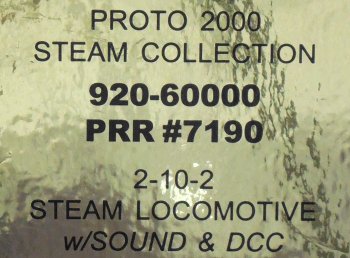 PROTO 2000
STEAM COLLECTION
920-60000
PRR #7190
2-10-2
STEAM LOCOMOTIVE
w/SOUND & DCC